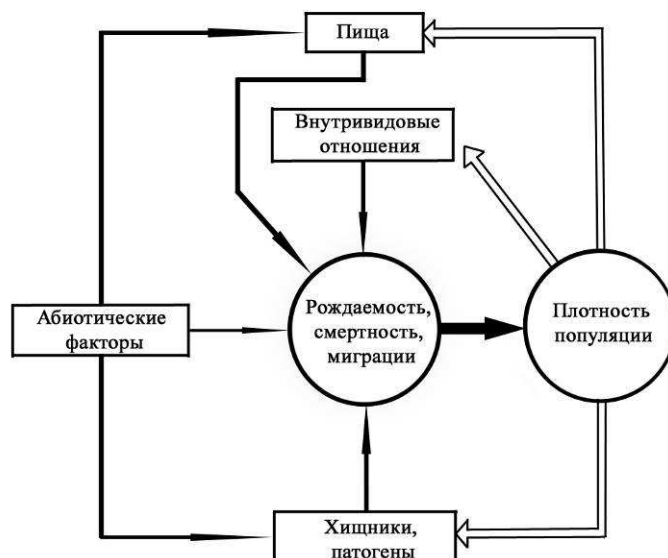 Пища
Внутривидовые
отношения
Абиотические
факторы
Рождаемость,
смертность,
миграции
Плотность
популяции
Хищники,
патогены